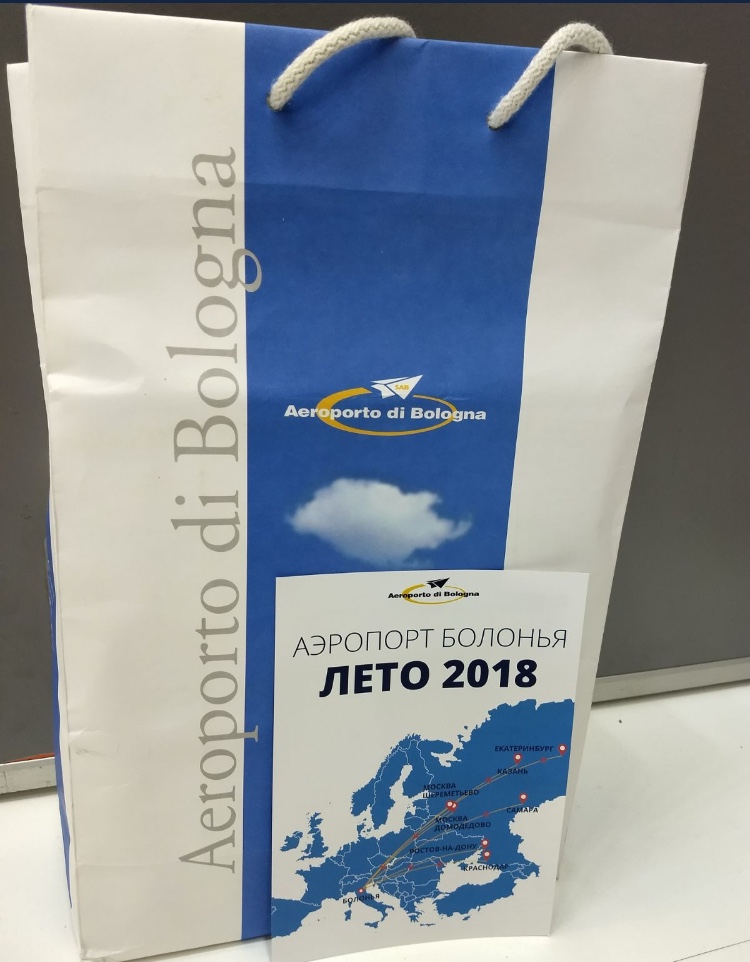 Aeroporto di Bologna
SAB
Aeroporto di Bologna
Aeroporto di Bologna
АЭРОПОРТ БОЛОНЬЯ
ЛЕТО 2018
ЕКАТЕРИНБУРГ
КАЗАНЬ
МОСКВА
ШЕРЕМЕТЬЕВО
САМАРА
МОСКВА
ДОМОДЕДОВО
РОСТОВ-НА-ДОНУ
КРАСНОДАР
БОЛОНЬЯ